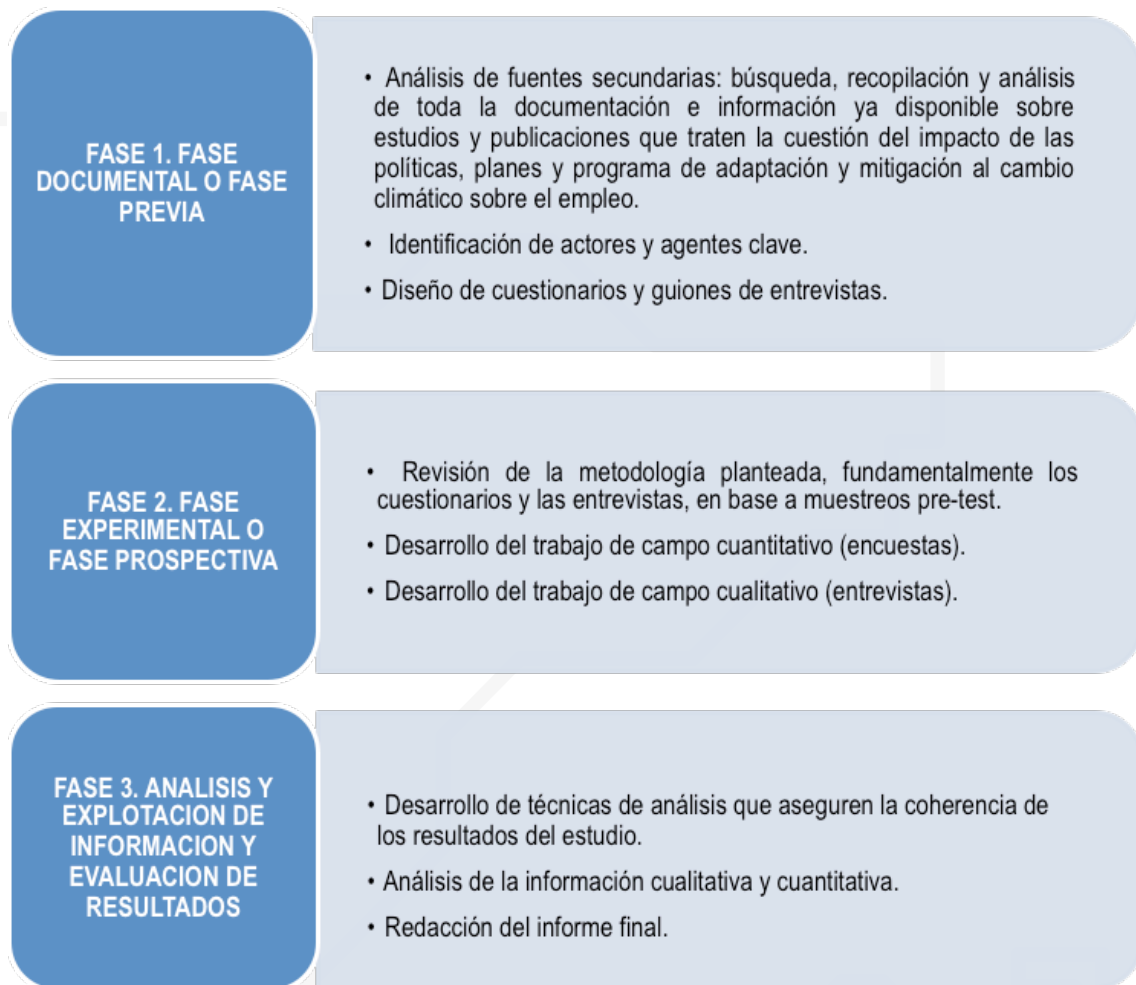 FASE 1. FASE
DOCUMENTAL O FASE
PREVIA
• Análisis de fuentes secundarias: búsqueda, recopilación y análisis
de toda la documentación e información ya disponible sobre
estudios y publicaciones que traten la cuestión del impacto de las
políticas, planes y programa de adaptación y mitigación al cambio
climático sobre el empleo.
• Identificación de actores y agentes clave.
• Diseño de cuestionarios y guiones de entrevistas.
FASE 2. FASE
EXPERIMENTAL O
FASE PROSPECTIVA
• Revisión de la metodología planteada, fundamentalmente los
cuestionarios y las entrevistas, en base a muestreos pre-test.
• Desarrollo del trabajo de campo cuantitativo (encuestas).
• Desarrollo del trabajo de campo cualitativo (entrevistas).
FASE 3. ANALISIS Y
EXPLOTACION DE
INFORMACION Y
EVALUACION DE
RESULTADOS
• Desarrollo de técnicas de análisis que aseguren la coherencia de
los resultados del estudio.
• Análisis de la información cualitativa y cuantitativa.
• Redacción del informe final.